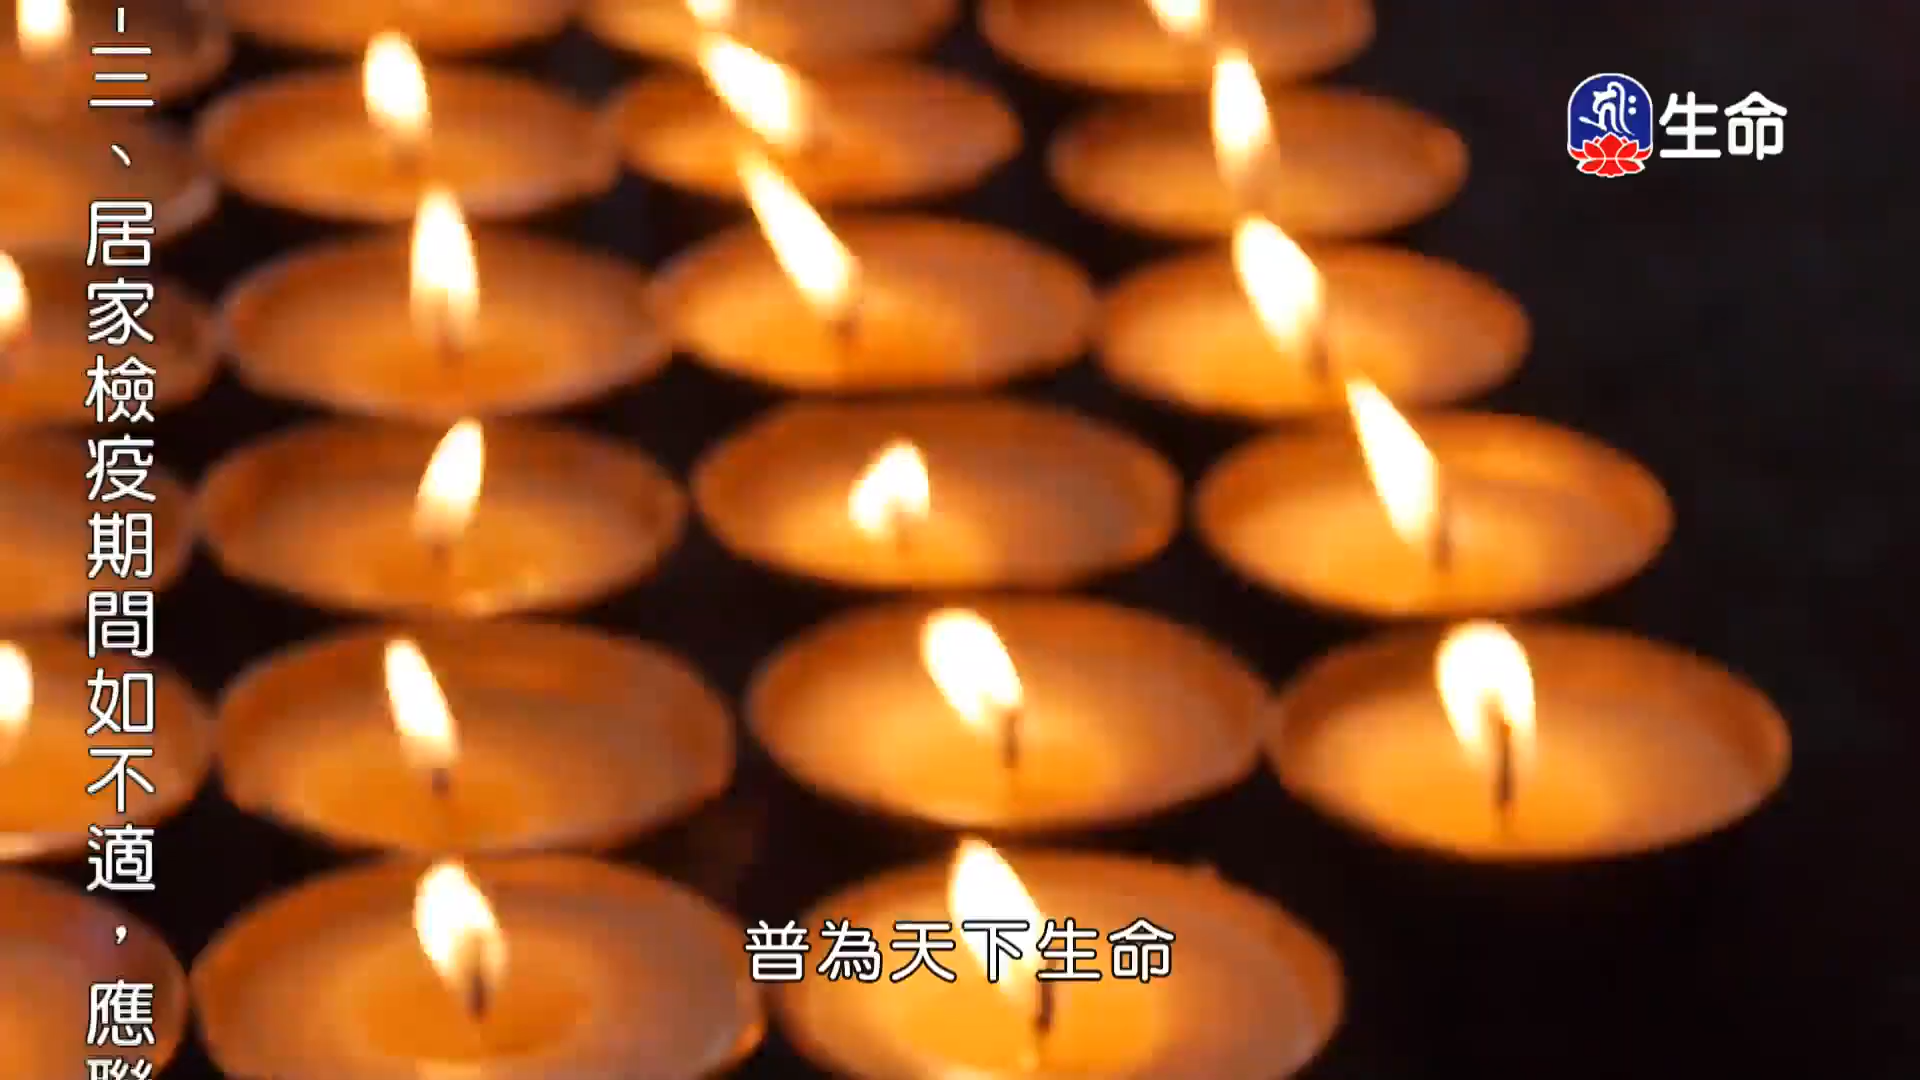 三、居家檢疫期間如不適，應聯
生命
普為天下生命